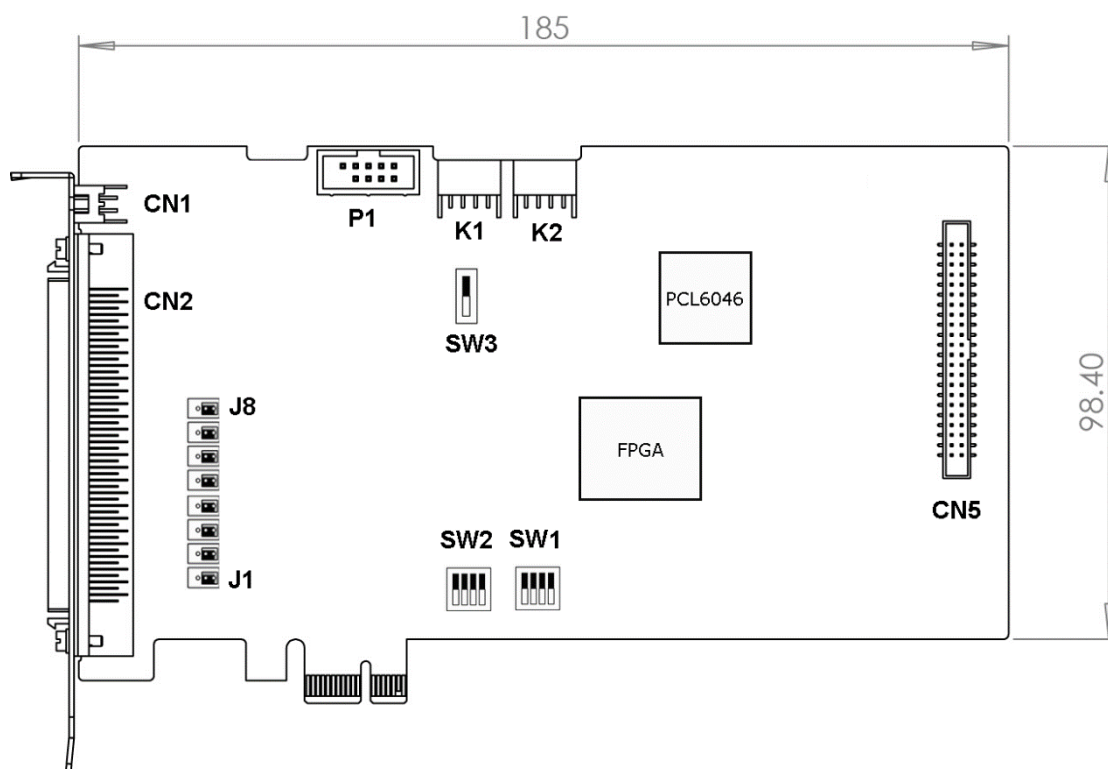 185
CN1
P1
K1
K2
CN2
PCL6046
SW3
98.40
J8
FPGA
CN5
SW2
SW1
J1